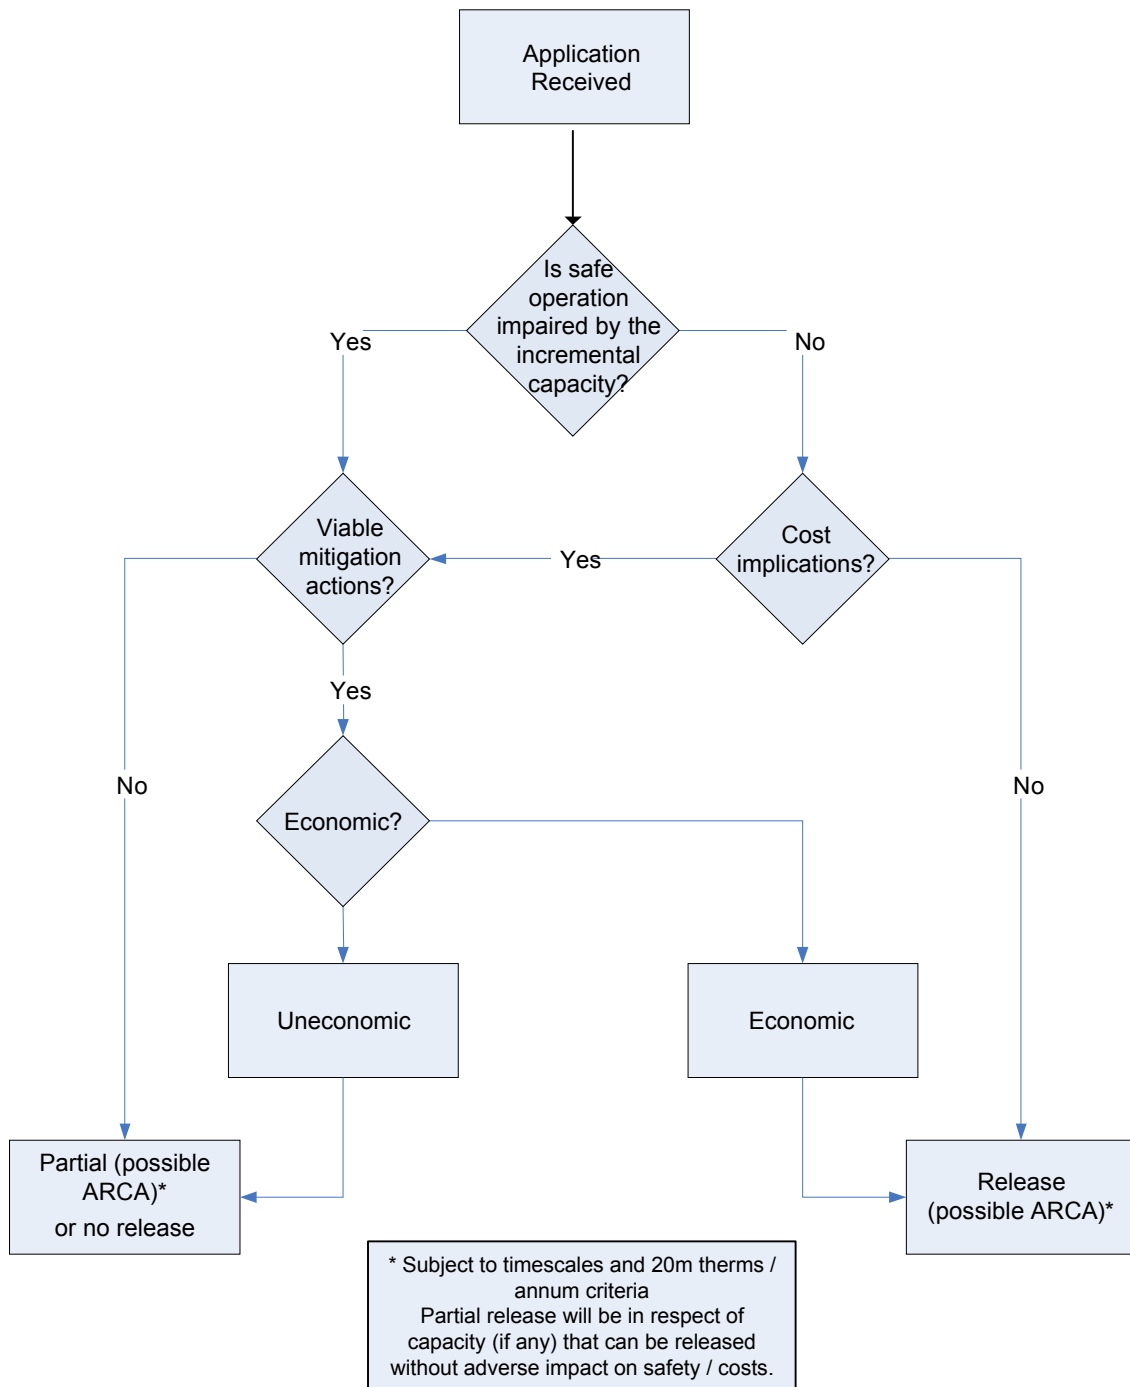 Application
Received
Is safe
operation
impaired by the
incremental
capacity?
Yes
No
Viable
mitigation
actions?
Yes
Cost
implications?
Yes
No
No
Economic?
Uneconomic
Economic
Partial (possible
ARCA)*
or no release
Release
(possible ARCA)*
* Subject to timescales and 20m therms /
annum criteria
Partial release will be in respect of
capacity (if any) that can be released
without adverse impact on safety / costs.